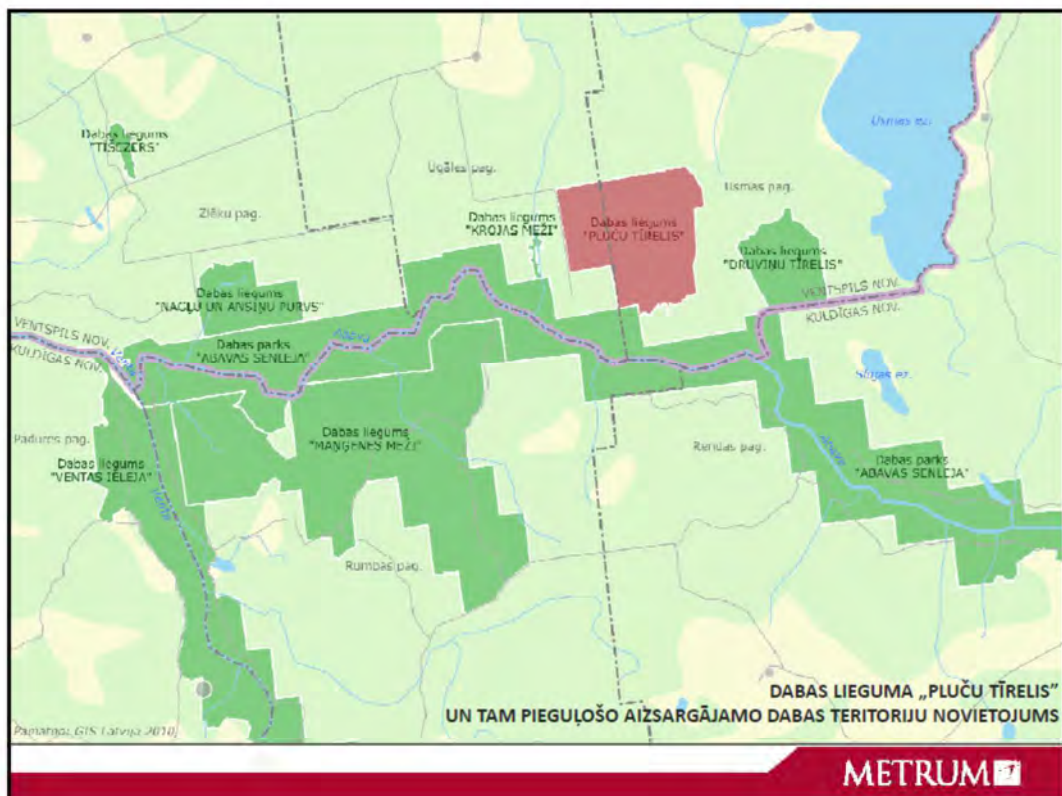 Dabas liegums
"TĪŠEZERS"
Usmas ez.
Ugāles pag.
Usmas pag.
Zlēku pag.
Dabas liegums
"KROJAS MEŽI"
Dabas liegums
"PLUČU TĪRELIS"
Dabas liegums
"DRUVIŅU TĪRELIS"
Dabas liegums
"NAGĻU UN ANSIŅU PURVS"
VENTSPILS NOV.
KULDĪGAS NOV.
VENTSPILS NOV.
KULDĪGAS NOV.
Venta
Abava
Dabas parks
"ABAVAS SENLEJA"
Padures pag.
Dabas liegums
"VENTAS IELEJA"
Dabas liegums
"MAŅĢENES MEŽI"
Rendas pag.
Abava
Dabas parks
"ABAVAS SENLEJA"
Venta
Rumbas pag.
DABAS LIEGUMA „PLUČU TĪRELIS”
UN TAM PIEGUĻOŠO AIZSARGĀJAMO DABAS TERITORIJU NOVIETOJUMS
Pamatne: GIS Latvija 2010
METRUM